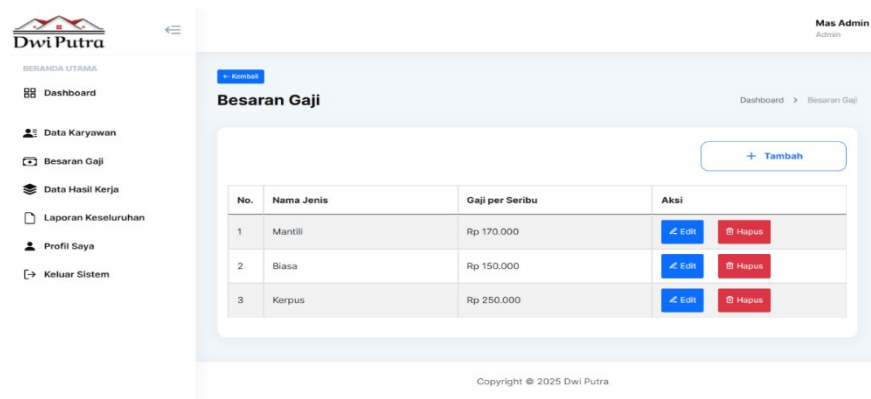 DwiPutra
Mas Admin
Admin
BERANDA UTAMA
Dashboard
Data Karyawan
Besaran Gaji
Data Hasil Kerja
Laporan Keseluruhan
Profil Saya
Keluar Sistem
← Kembali
Besaran Gaji
Dashboard > Besaran Gaji
+ Tambah
No. Nama Jenis Gaji per Seribu Aksi
1 Mantili Rp 170.000 Edit Hapus
2 Biasa Rp 150.000 Edit Hapus
3 Kerpus Rp 250.000 Edit Hapus
Copyright © 2025 Dwi Putra